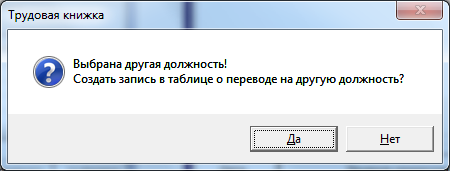 Трудовая книжка
Выбрана другая должность!
Создать запись в таблице о переводе на другую должность?
Да
Нет